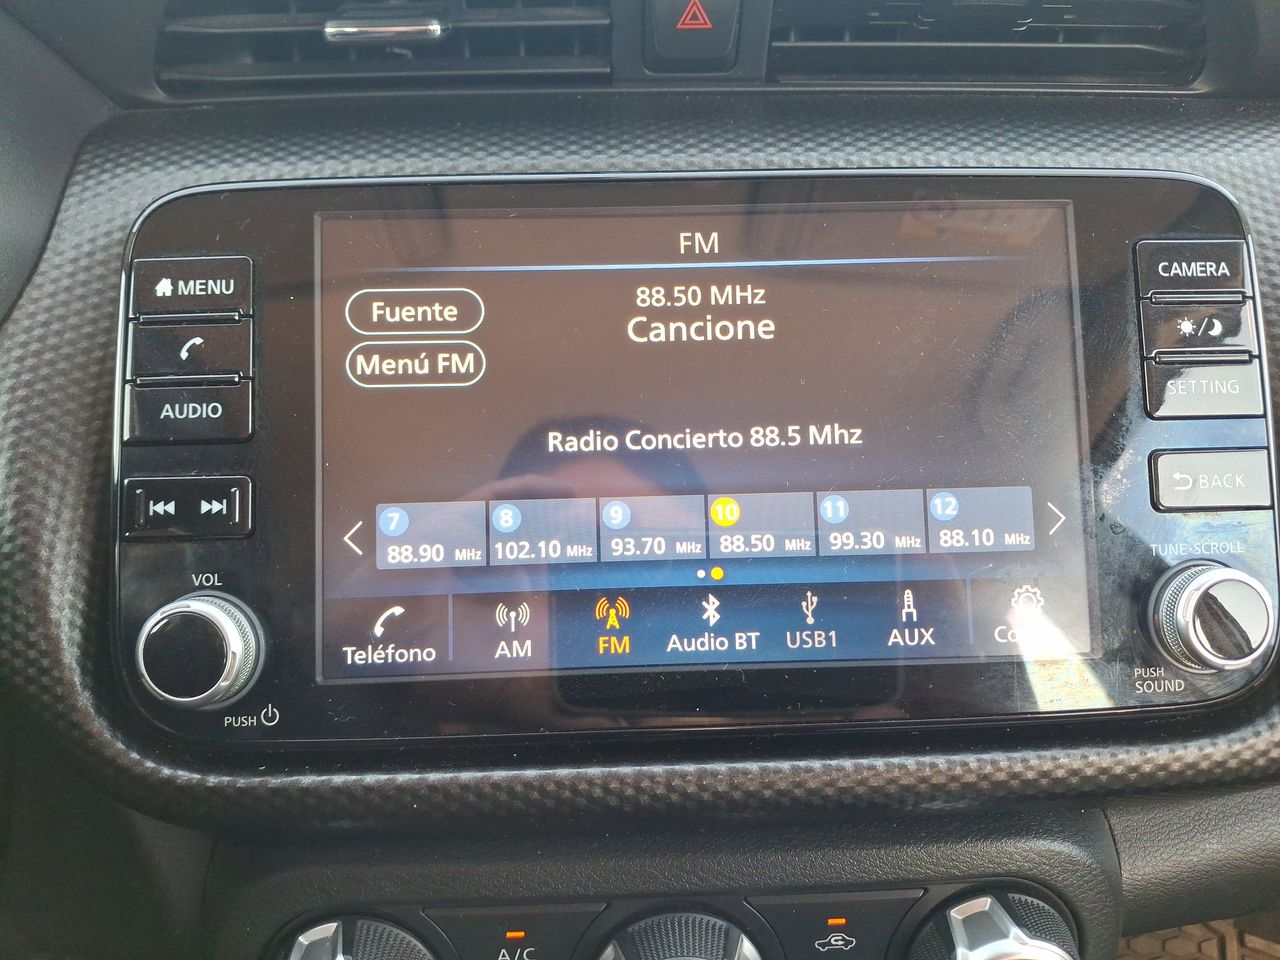 MENU
AUDIO
VOL
PUSH
FM
Fuente
Menú FM
88.50 MHz
Cancione
Radio Concierto 88.5 Mhz
7 88.90 MHz
8 102.10 MHz
9 93.70 MHz
10 88.50 MHz
11 99.30 MHz
12 88.10 MHz
Teléfono
AM
FM
Audio BT
USB1
AUX
CAMERA
SETTING
BACK
TUNE·SCROLL
PUSH
SOUND
A/C